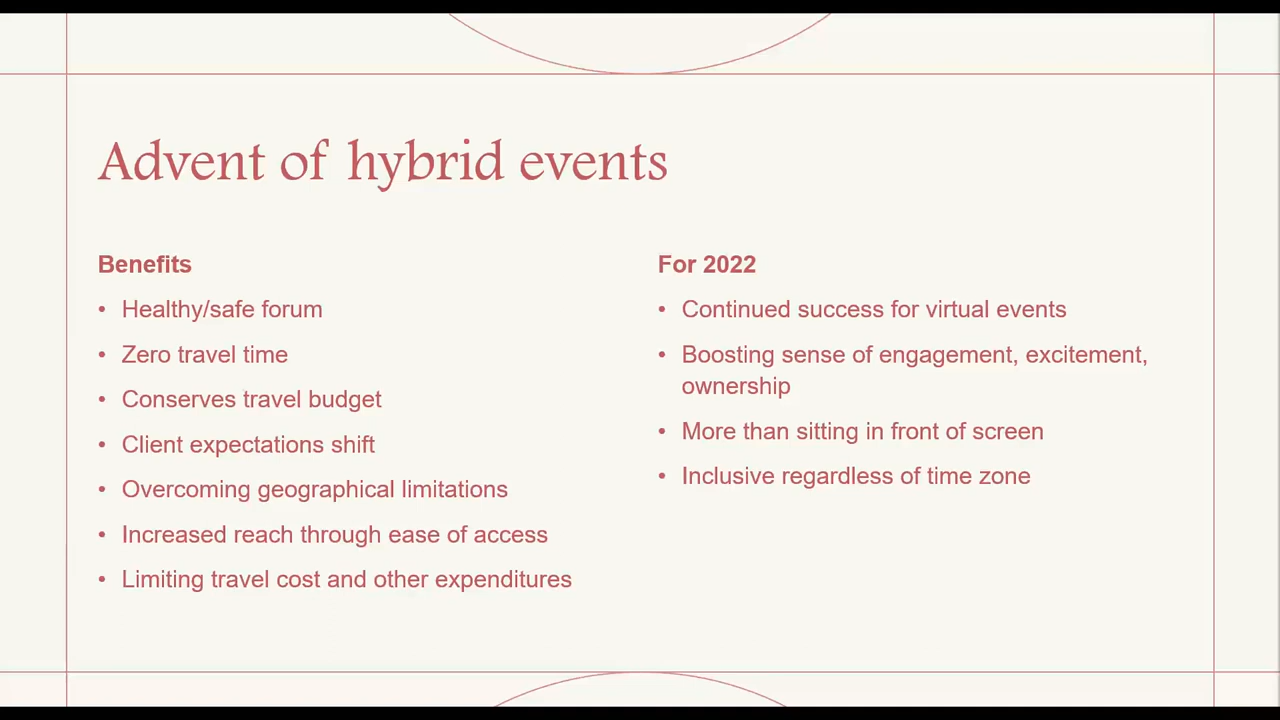 Advent of hybrid events
Benefits
• Healthy/safe forum
• Zero travel time
• Conserves travel budget
• Client expectations shift
• Overcoming geographical limitations
• Increased reach through ease of access
• Limiting travel cost and other expenditures
For 2022
• Continued success for virtual events
• Boosting sense of engagement, excitement,
ownership
• More than sitting in front of screen
• Inclusive regardless of time zone